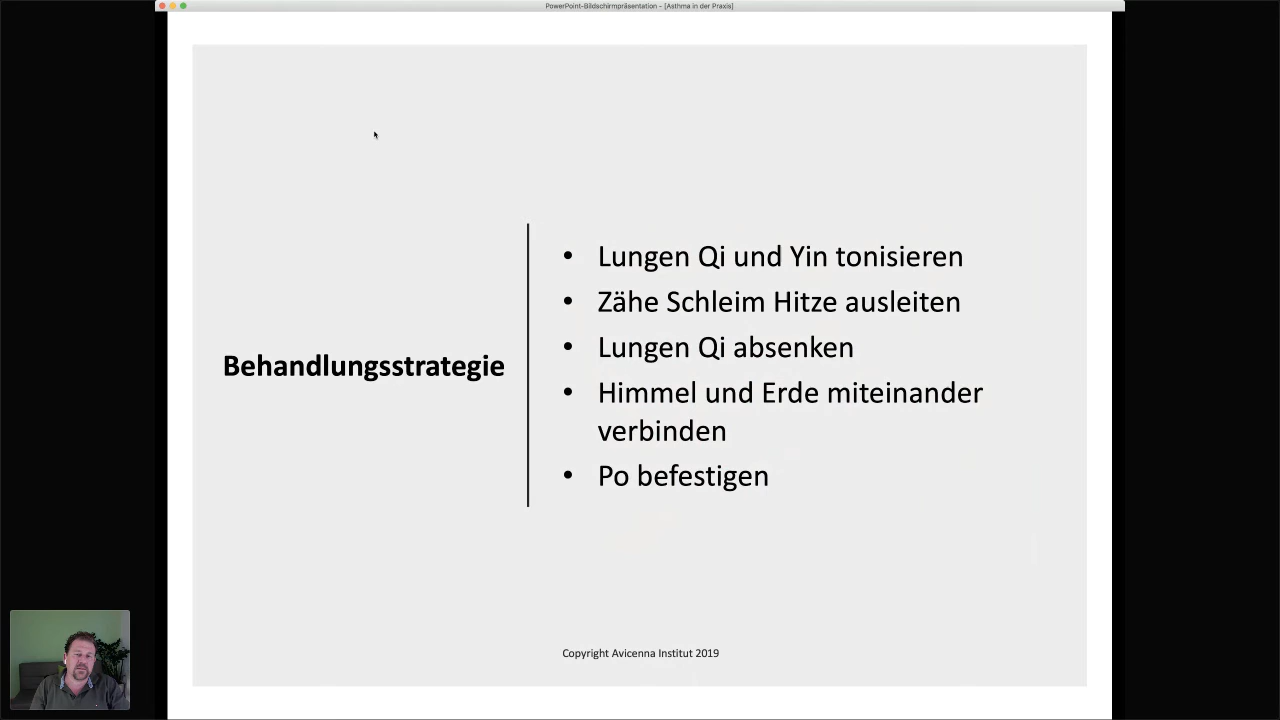 PowerPoint-Bildschirmpräsentation - [Asthma in der Praxis]
Behandlungsstrategie
• Lungen Qi und Yin tonisieren
• Zähe Schleim Hitze ausleiten
• Lungen Qi absenken
• Himmel und Erde miteinander
verbinden
• Po befestigen
Copyright Avicenna Institut 2019